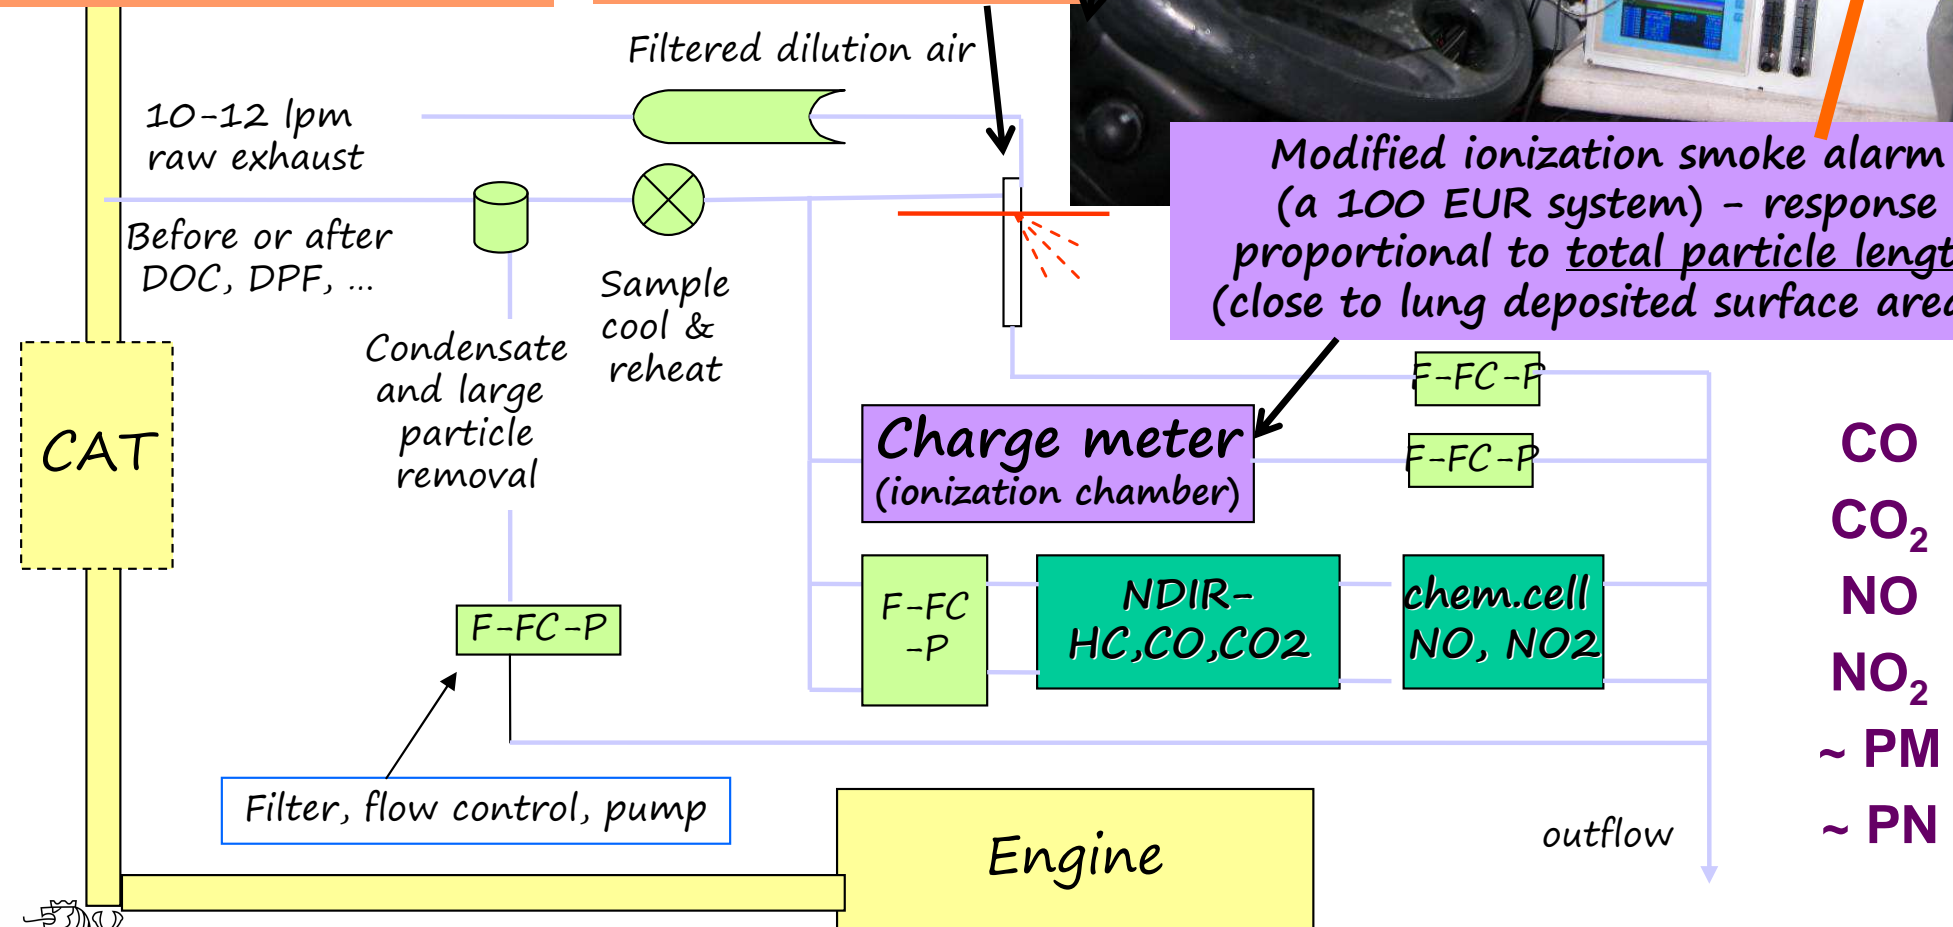 Filtered dilution air
10-12 lpm
raw exhaust
Before or after
DOC, DPF, ...
Sample
cool &
reheat
Condensate
and large
particle
removal
Modified ionization smoke alarm
(a 100 EUR system) - response
proportional to total particle lengt
(close to lung deposited surface area
F-FC-P
CAT
Charge meter
(ionization chamber)
F-FC-P
F-FC
-P
NDIR-
HC,CO,CO2
chem.cell
NO, NO2
F-FC-P
Filter, flow control, pump
Engine
outflow
CO
CO₂
NO
NO₂
~ PM
~ PN